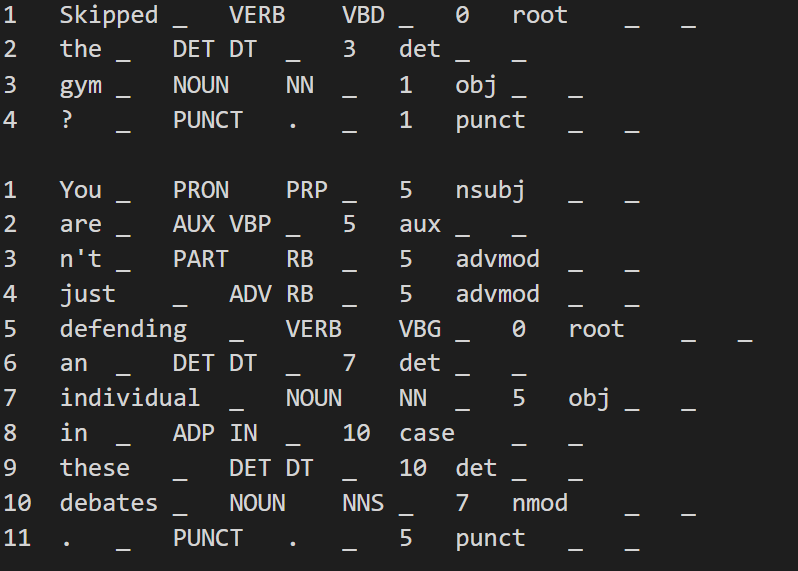 1 Skipped _ VERB VBD _ 0 root _ _
2 the _ DET DT _ 3 det _ _
3 gym _ NOUN NN _ 1 obj _ _
4 ? _ PUNCT . _ 1 punct _ _

1 You _ PRON PRP _ 5 nsubj _ _
2 are _ AUX VBP _ 5 aux _ _
3 n't _ PART RB _ 5 advmod _ _
4 just _ ADV RB _ 5 advmod _ _
5 defending _ VERB VBG _ 0 root _ _
6 an _ DET DT _ 7 det _ _
7 individual _ NOUN NN _ 5 obj _ _
8 in _ ADP IN _ 10 case _ _
9 these _ DET DT _ 10 det _ _
10 debates _ NOUN NNS _ 7 nmod _ _
11 . _ PUNCT . _ 5 punct _ _